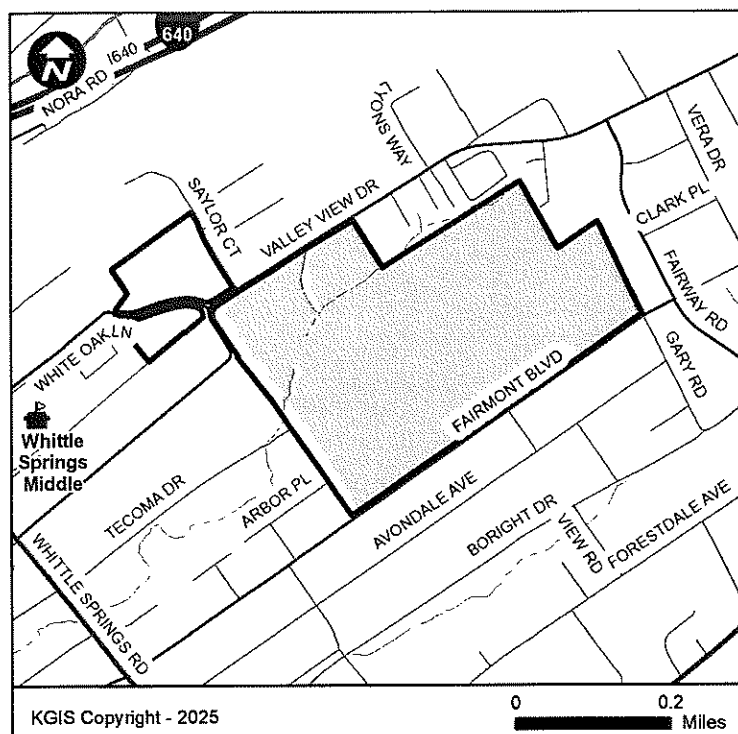 640
I640
NORA RD
N
LYONS WAY
VERA DR
SAYLOR CT
VALLEY VIEW DR
CLARK PL
FAIRWAY RD
WHITE OAK LN
GARY RD
FAIRMONT BLVD
Whittle
Springs
Middle
TECOMA DR
ARBOR PL
AVONDALE AVE
BORIGHT DR
VIEW RD
FORESTDALE AVE
WHITTLE SPRINGS RD
KGIS Copyright - 2025
0
0.2
Miles